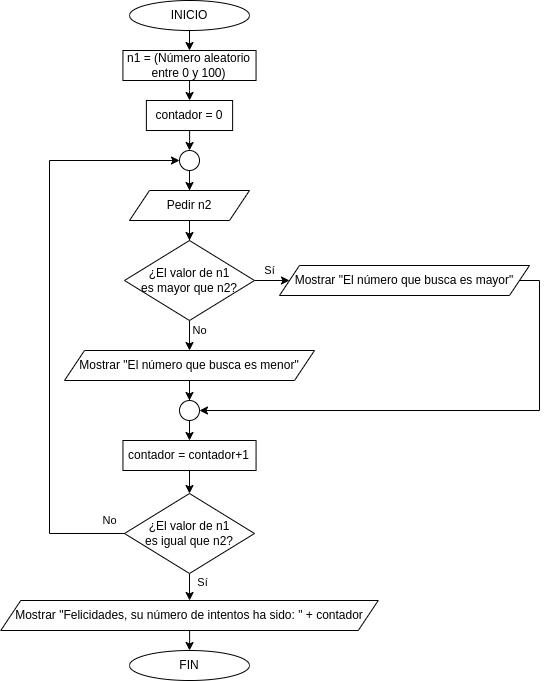 INICIO
n1 = (Número aleatorio
entre 0 y 100)
contador = 0
Pedir n2
¿El valor de n1
es mayor que n2?
Sí
Mostrar "El número que busca es mayor"
No
Mostrar "El número que busca es menor"
contador = contador+1
¿El valor de n1
es igual que n2?
No
Sí
Mostrar "Felicidades, su número de intentos ha sido: " + contador
FIN